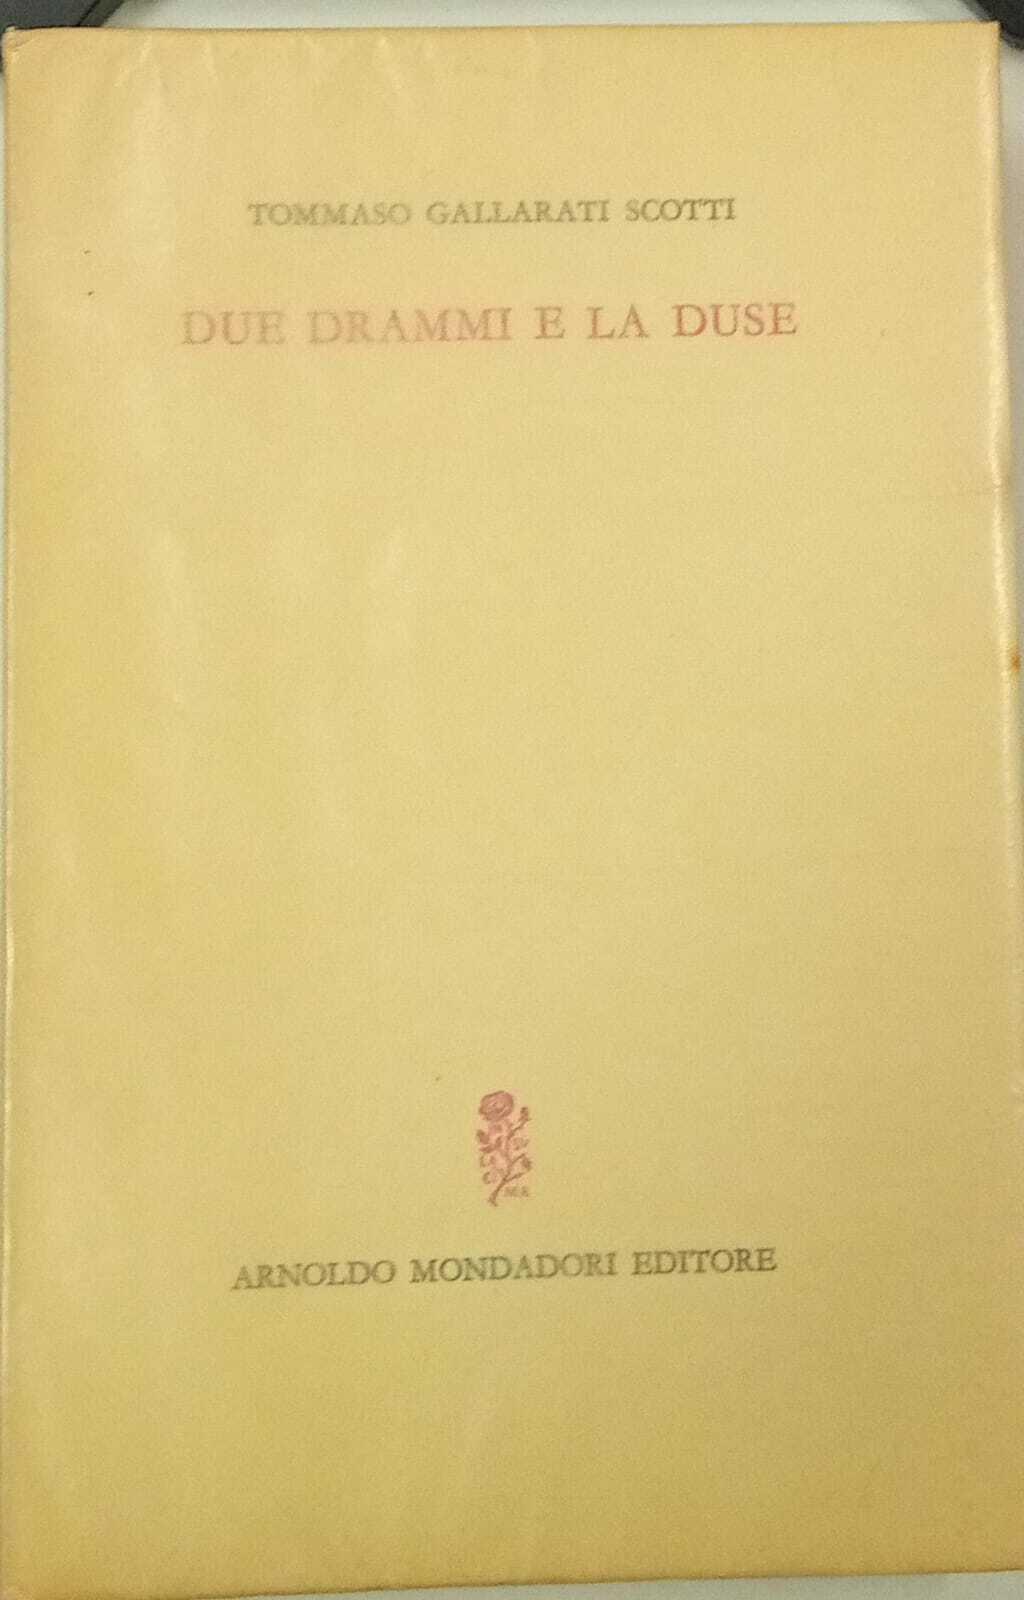 TOMMASO GALLARATI SCOTTI
DUE DRAMMI E LA DUSE
ARNOLDO MONDADORI EDITORE